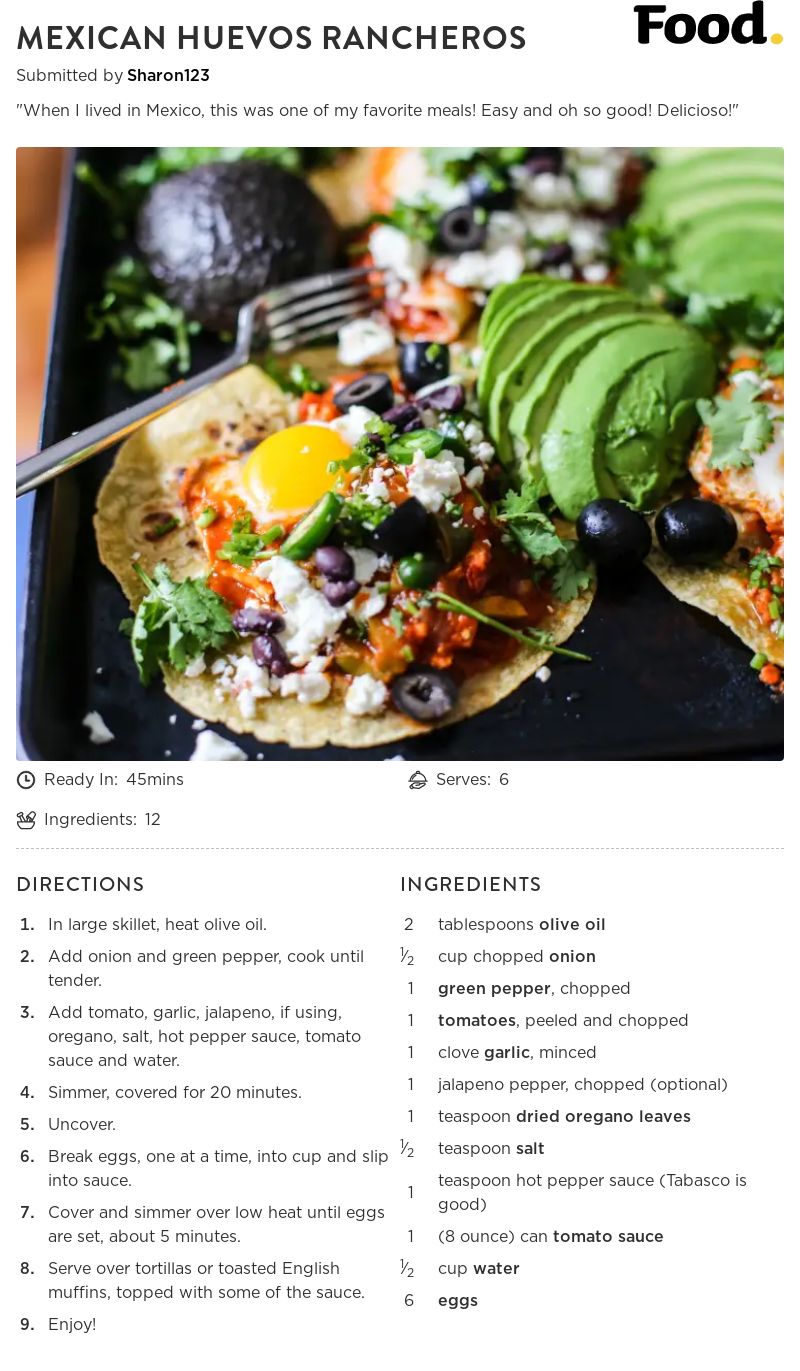 MEXICAN HUEVOS RANCHEROS
Food.
Submitted by Sharon123
"When I lived in Mexico, this was one of my favorite meals! Easy and oh so good! Delicioso!"
Ready In: 45mins
Serves: 6
Ingredients: 12
DIRECTIONS
1. In large skillet, heat olive oil.
2. Add onion and green pepper, cook until
tender.
3. Add tomato, garlic, jalapeno, if using,
oregano, salt, hot pepper sauce, tomato
sauce and water.
4. Simmer, covered for 20 minutes.
5. Uncover.
6. Break eggs, one at a time, into cup and slip
into sauce.
7. Cover and simmer over low heat until eggs
are set, about 5 minutes.
8. Serve over tortillas or toasted English
muffins, topped with some of the sauce.
9. Enjoy!
INGREDIENTS
2 tablespoons olive oil
1⁄2 cup chopped onion
1 green pepper, chopped
1 tomatoes, peeled and chopped
1 clove garlic, minced
1 jalapeno pepper, chopped (optional)
1 teaspoon dried oregano leaves
1⁄2 teaspoon salt
1 teaspoon hot pepper sauce (Tabasco is
good)
1 (8 ounce) can tomato sauce
1⁄2 cup water
6 eggs